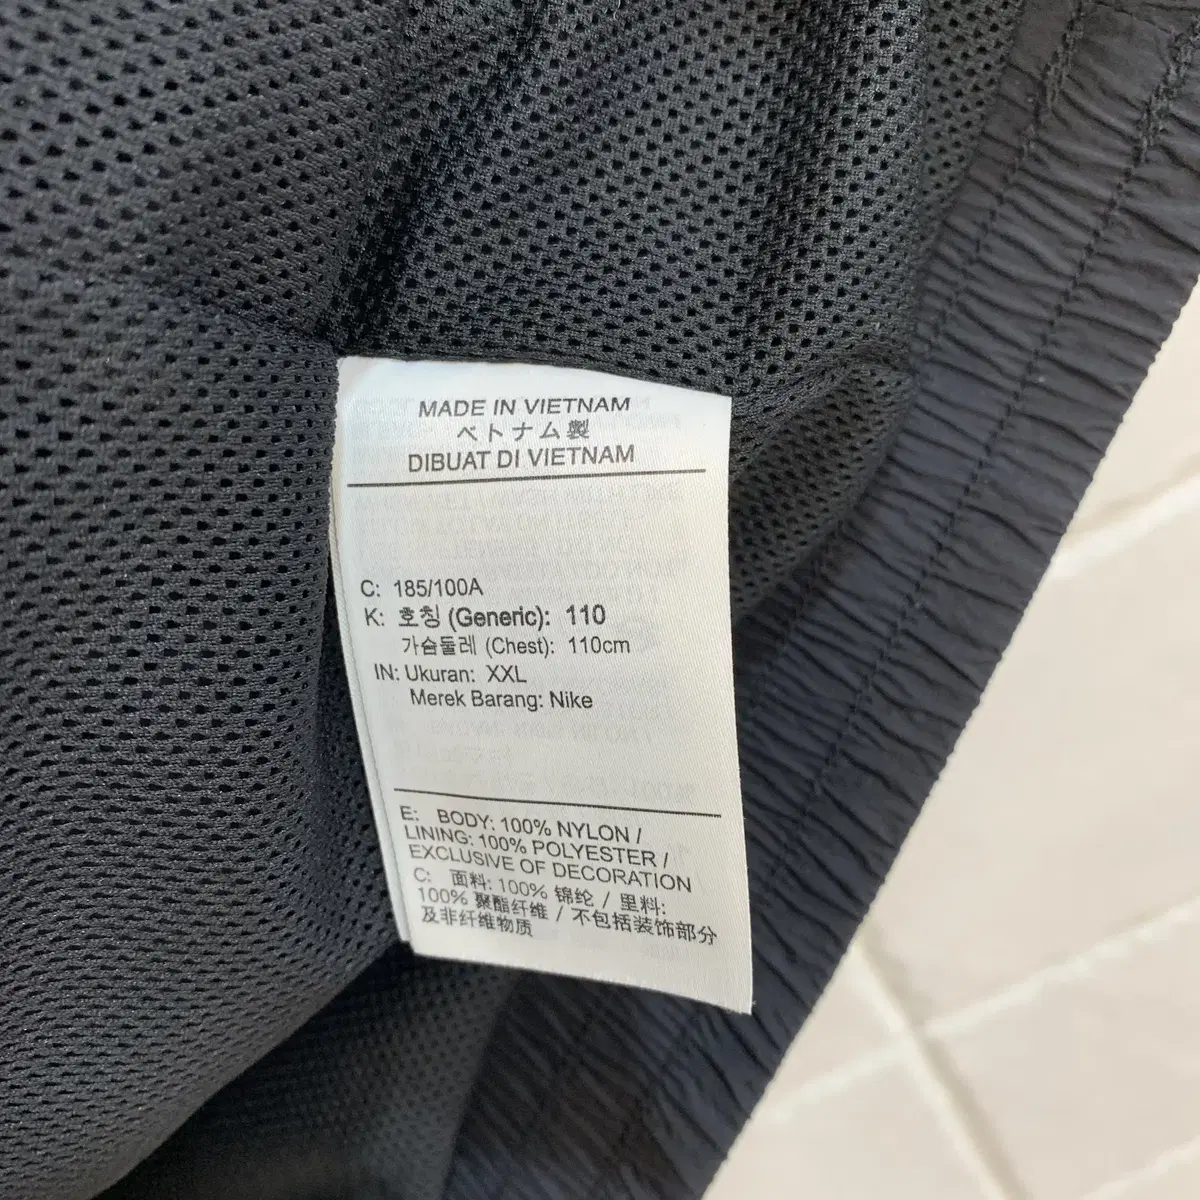 MADE IN VIETNAM
ベトナム製
DIBUAT DI VIETNAM
C: 185/100A
K: 호칭 (Generic): 110
가슴둘레 (Chest): 110cm
IN: Ukuran: XXL
Merek Barang: Nike
E: BODY: 100% NYLON /
LINING: 100% POLYESTER /
EXCLUSIVE OF DECORATION
C: 面料: 100% 锦纶 / 里料:
100% 聚酯纤维 / 不包括装饰部分
及非纤维物质